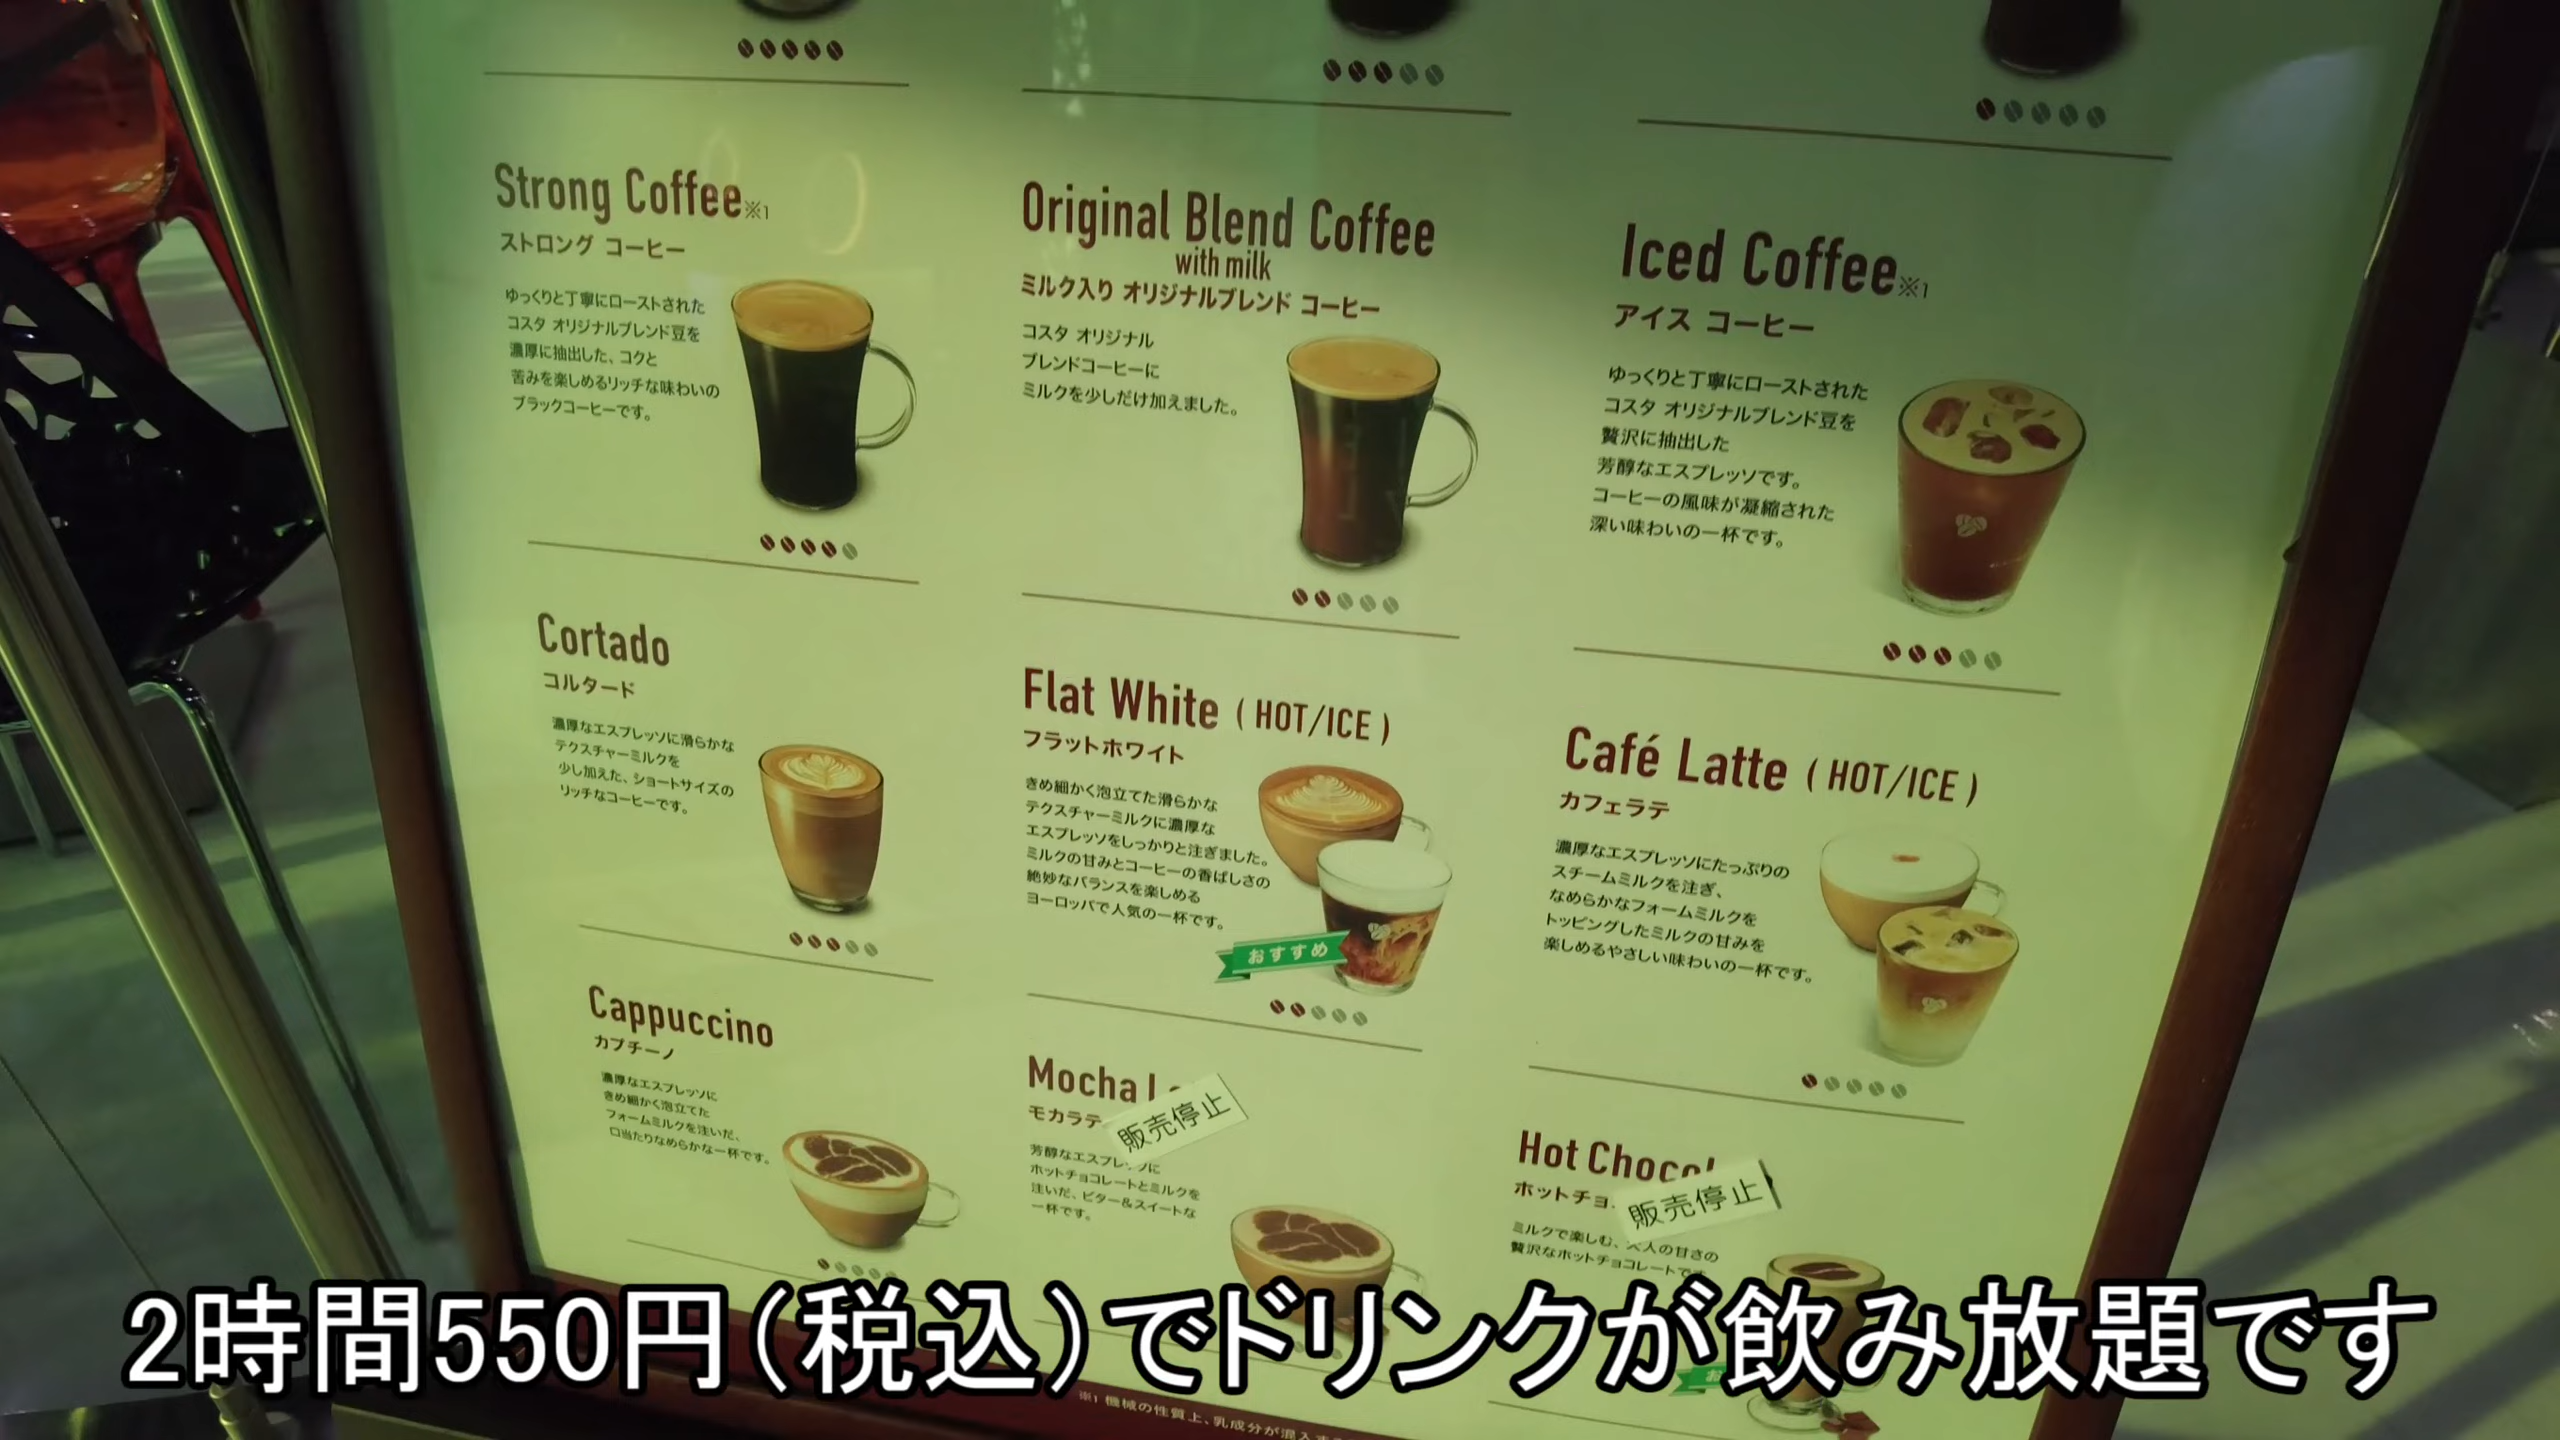 Strong Coffee※1
ストロング コーヒー
ゆっくりと丁寧にローストされた
コスタ オリジナルブレンド豆を
濃厚に抽出した、コクと
苦みを楽しめるリッチな味わいの
ブラックコーヒーです。
Original Blend Coffee
with milk
ミルク入り オリジナルブレンド コーヒー
コスタ オリジナル
ブレンドコーヒーに
ミルクを少しだけ加えました。
Iced Coffee※1
アイス コーヒー
ゆっくりと丁寧にローストされた
コスタ オリジナルブレンド豆を
贅沢に抽出した
芳醇なエスプレッソです。
コーヒーの風味が凝縮された
深い味わいの一杯です。
Cortado
コルタード
濃厚なエスプレッソに滑らかな
テクスチャーミルクを
少し加えた、ショートサイズの
リッチなコーヒーです。
Flat White ( HOT/ICE )
フラットホワイト
きめ細かく泡立てた滑らかな
テクスチャーミルクに濃厚な
エスプレッソをしっかりと注ぎました。
ミルクの甘みとコーヒーの香ばしさの
絶妙なバランスを楽しめる
ヨーロッパで人気の一杯です。
おすすめ
Café Latte ( HOT/ICE )
カフェラテ
濃厚なエスプレッソにたっぷりの
スチームミルクを注ぎ、
なめらかなフォームミルクを
トッピングしたミルクの甘みを
楽しめるやさしい味わいの一杯です。
Cappuccino
カプチーノ
濃厚なエスプレッソに
きめ細かく泡立てた
フォームミルクを注いだ、
口当たりなめらかな一杯です。
Mocha L
モカラテ
販売停止
芳醇なエスプレッソに
ホットチョコレートとミルクを
注いだ、ビター＆スイートな
一杯です。
Hot Chocol
ホットチョ
販売停止
ミルクで楽しむ、大人の甘さの
贅沢なホットチョコレートで
2時間550円（税込）でドリンクが飲み放題です
※1 機械の性質上、乳成分が混入